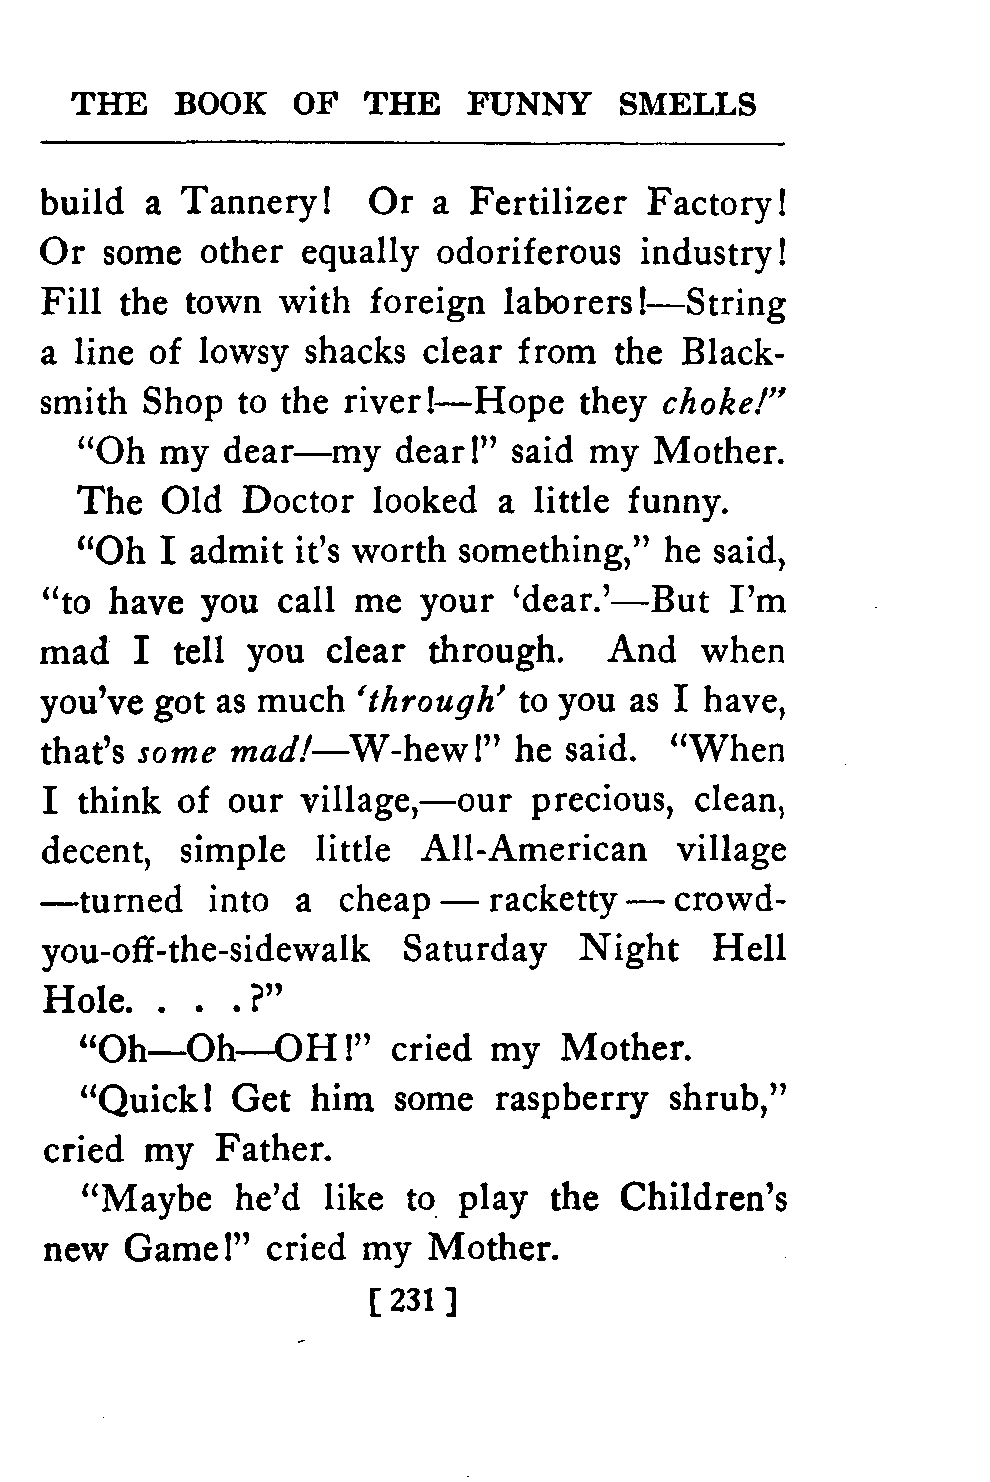 THE BOOK OF THE FUNNY SMELLS
build a Tannery! Or a Fertilizer Factory!
Or some other equally odoriferous industry!
Fill the town with foreign laborers!—String
a line of lowsy shacks clear from the Black-
smith Shop to the river!—Hope they choke!”
“Oh my dear—my dear!” said my Mother.
The Old Doctor looked a little funny.
“Oh I admit it’s worth something,” he said,
“to have you call me your ‘dear.’—But I’m
mad I tell you clear through. And when
you’ve got as much ‘through’ to you as I have,
that’s some mad!—W-hew!” he said. “When
I think of our village,—our precious, clean,
decent, simple little All-American village
—turned into a cheap — racketty — crowd-
you-off-the-sidewalk Saturday Night Hell
Hole. . . . ?”
“Oh—Oh—OH!” cried my Mother.
“Quick! Get him some raspberry shrub,”
cried my Father.
“Maybe he’d like to play the Children’s
new Game!” cried my Mother.
[ 231 ]